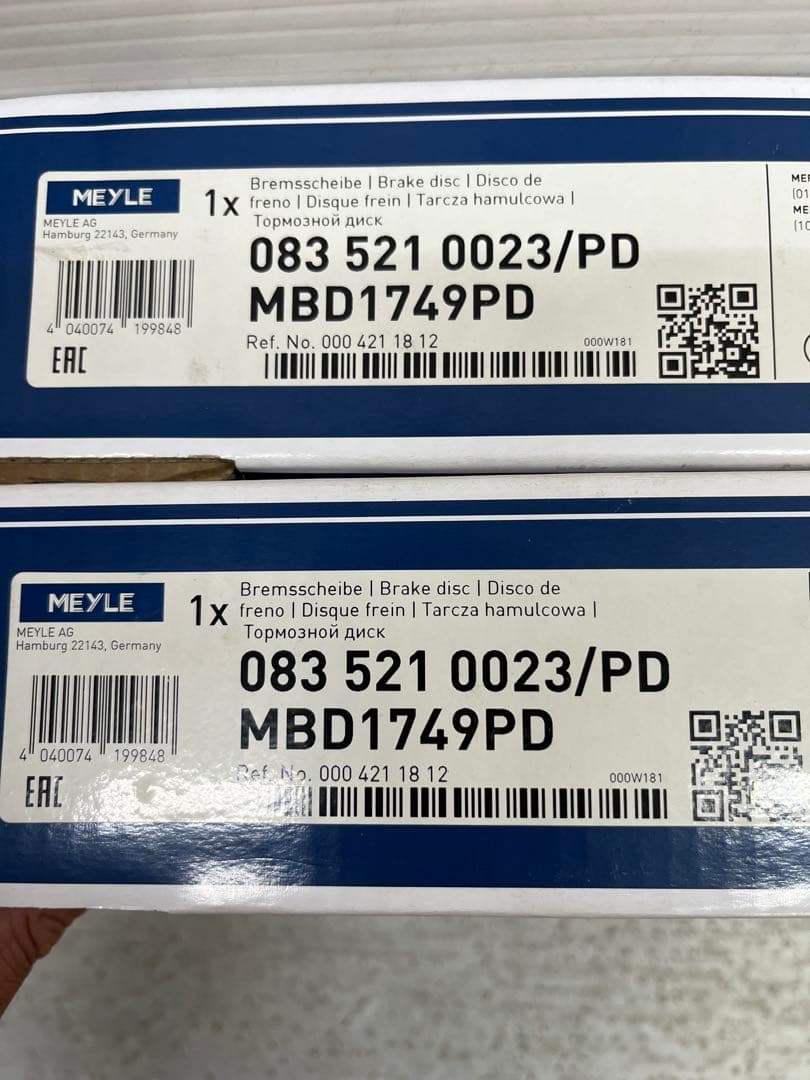 MEYLE
MEYLE AG
Hamburg 22143, Germany
4 040074 199848
EAC
1x
Bremsscheibe | Brake disc | Disco de
freno | Disque frein | Tarcza hamulcowa |
Тормозной диск
083 521 0023/PD
MBD1749PD
Ref. No. 000 421 18 12
000W181
MEYLE
MEYLE AG
Hamburg 22143, Germany
4 040074 199848
EAC
1x
Bremsscheibe | Brake disc | Disco de
freno | Disque frein | Tarcza hamulcowa |
Тормозной диск
083 521 0023/PD
MBD1749PD
Ref. No. 000 421 18 12
000W181